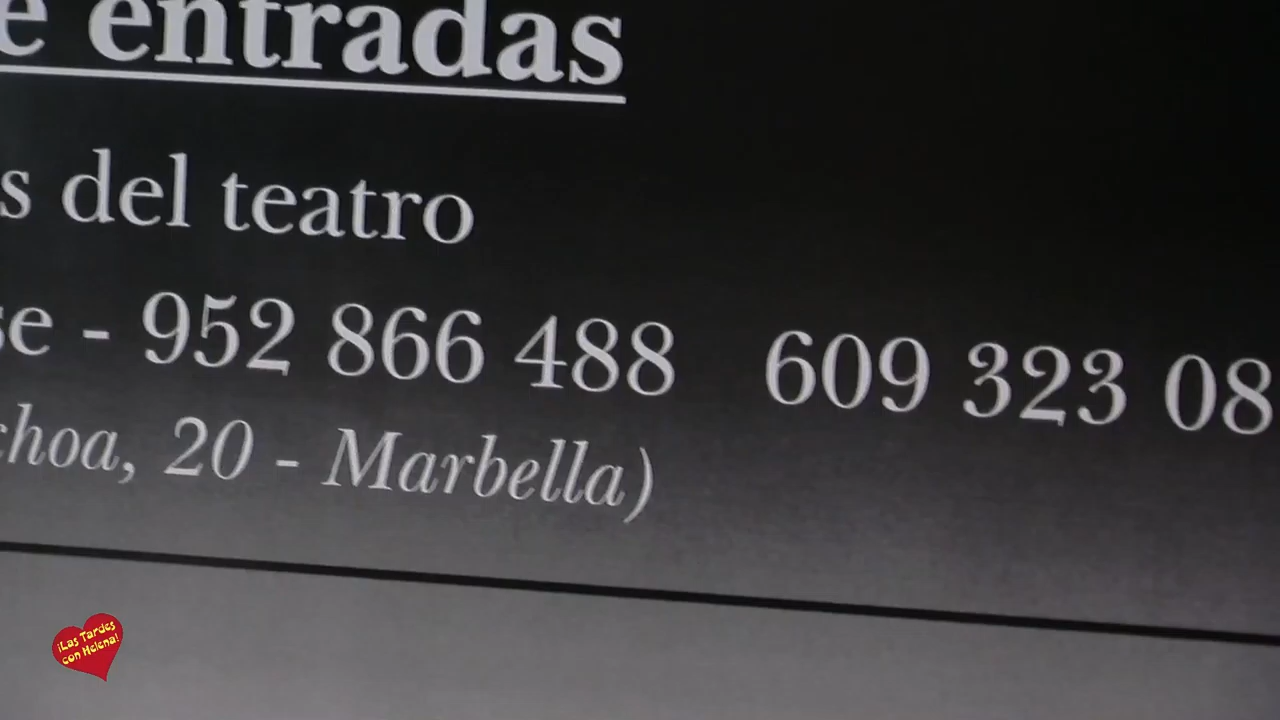 e entradas
s del teatro
se - 952 866 488 609 323 08
choa, 20 - Marbella)
¡Las Tardes
con Helena!